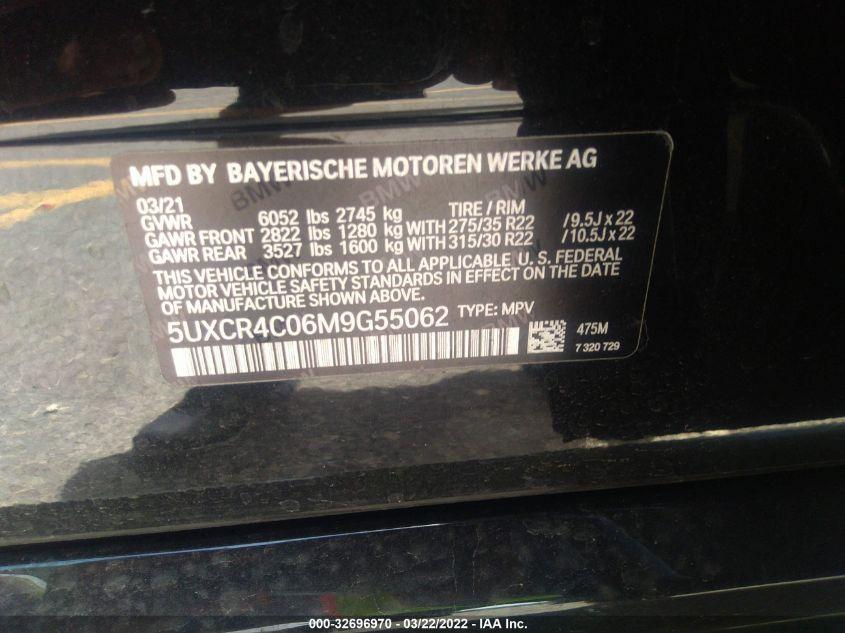 MFD BY BAYERISCHE MOTOREN WERKE AG
03/21 TIRE / RIM
GVWR 6052 lbs 2745 kg
GAWR FRONT 2822 lbs 1280 kg WITH 275/35 R22 / 9.5J x 22
GAWR REAR 3527 lbs 1600 kg WITH 315/30 R22 / 10.5J x 22
THIS VEHICLE CONFORMS TO ALL APPLICABLE U. S. FEDERAL
MOTOR VEHICLE SAFETY STANDARDS IN EFFECT ON THE DATE
OF MANUFACTURE SHOWN ABOVE.
5UXCR4C06M9G55062 TYPE: MPV
475M
7 320 729
000-32696970 - 03/22/2022 - IAA Inc.